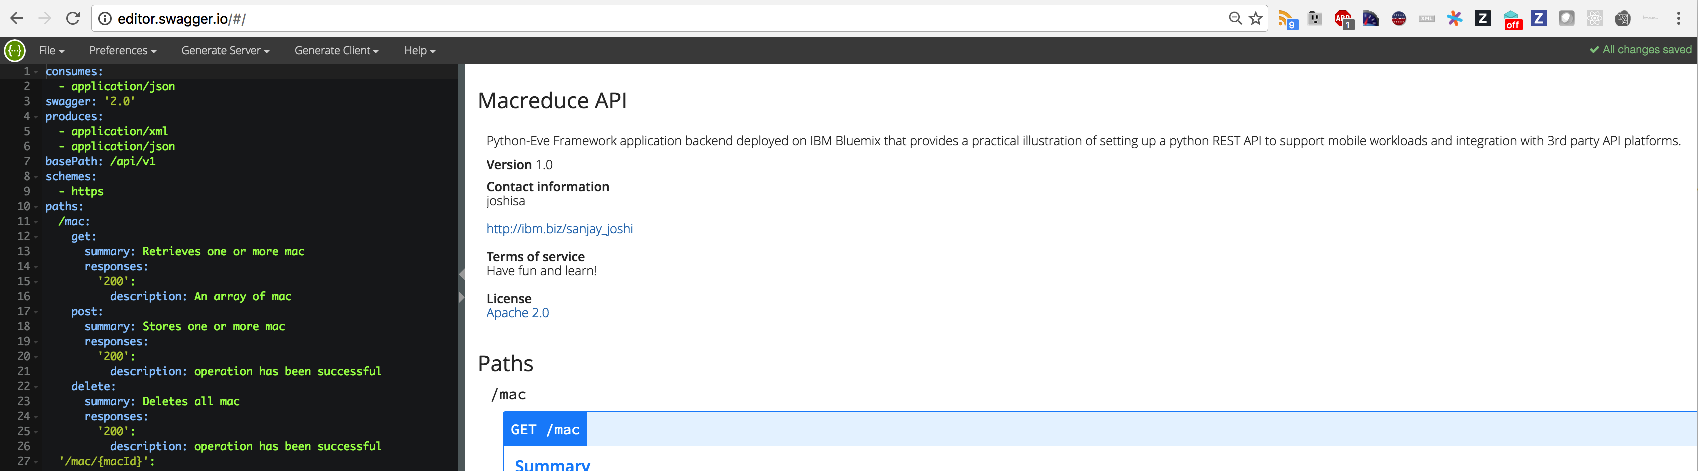 editor.swagger.io/#/
9
1
off
Z
Z
{···}
File
Preferences
Generate Server
Generate Client
Help
✔ All changes saved
1 consumes:
2 - application/json
3 swagger: '2.0'
4 produces:
5 - application/xml
6 - application/json
7 basePath: /api/v1
8 schemes:
9 - https
10 paths:
11 /mac:
12 get:
13 summary: Retrieves one or more mac
14 responses:
15 '200':
16 description: An array of mac
17 post:
18 summary: Stores one or more mac
19 responses:
20 '200':
21 description: operation has been successful
22 delete:
23 summary: Deletes all mac
24 responses:
25 '200':
26 description: operation has been successful
27 '/mac/{macId}':
Macreduce API
Python-Eve Framework application backend deployed on IBM Bluemix that provides a practical illustration of setting up a python REST API to support mobile workloads and integration with 3rd party API platforms.
Version 1.0
Contact information
joshisa
http://ibm.biz/sanjay_joshi
Terms of service
Have fun and learn!
License
Apache 2.0
Paths
/mac
GET /mac
Summary